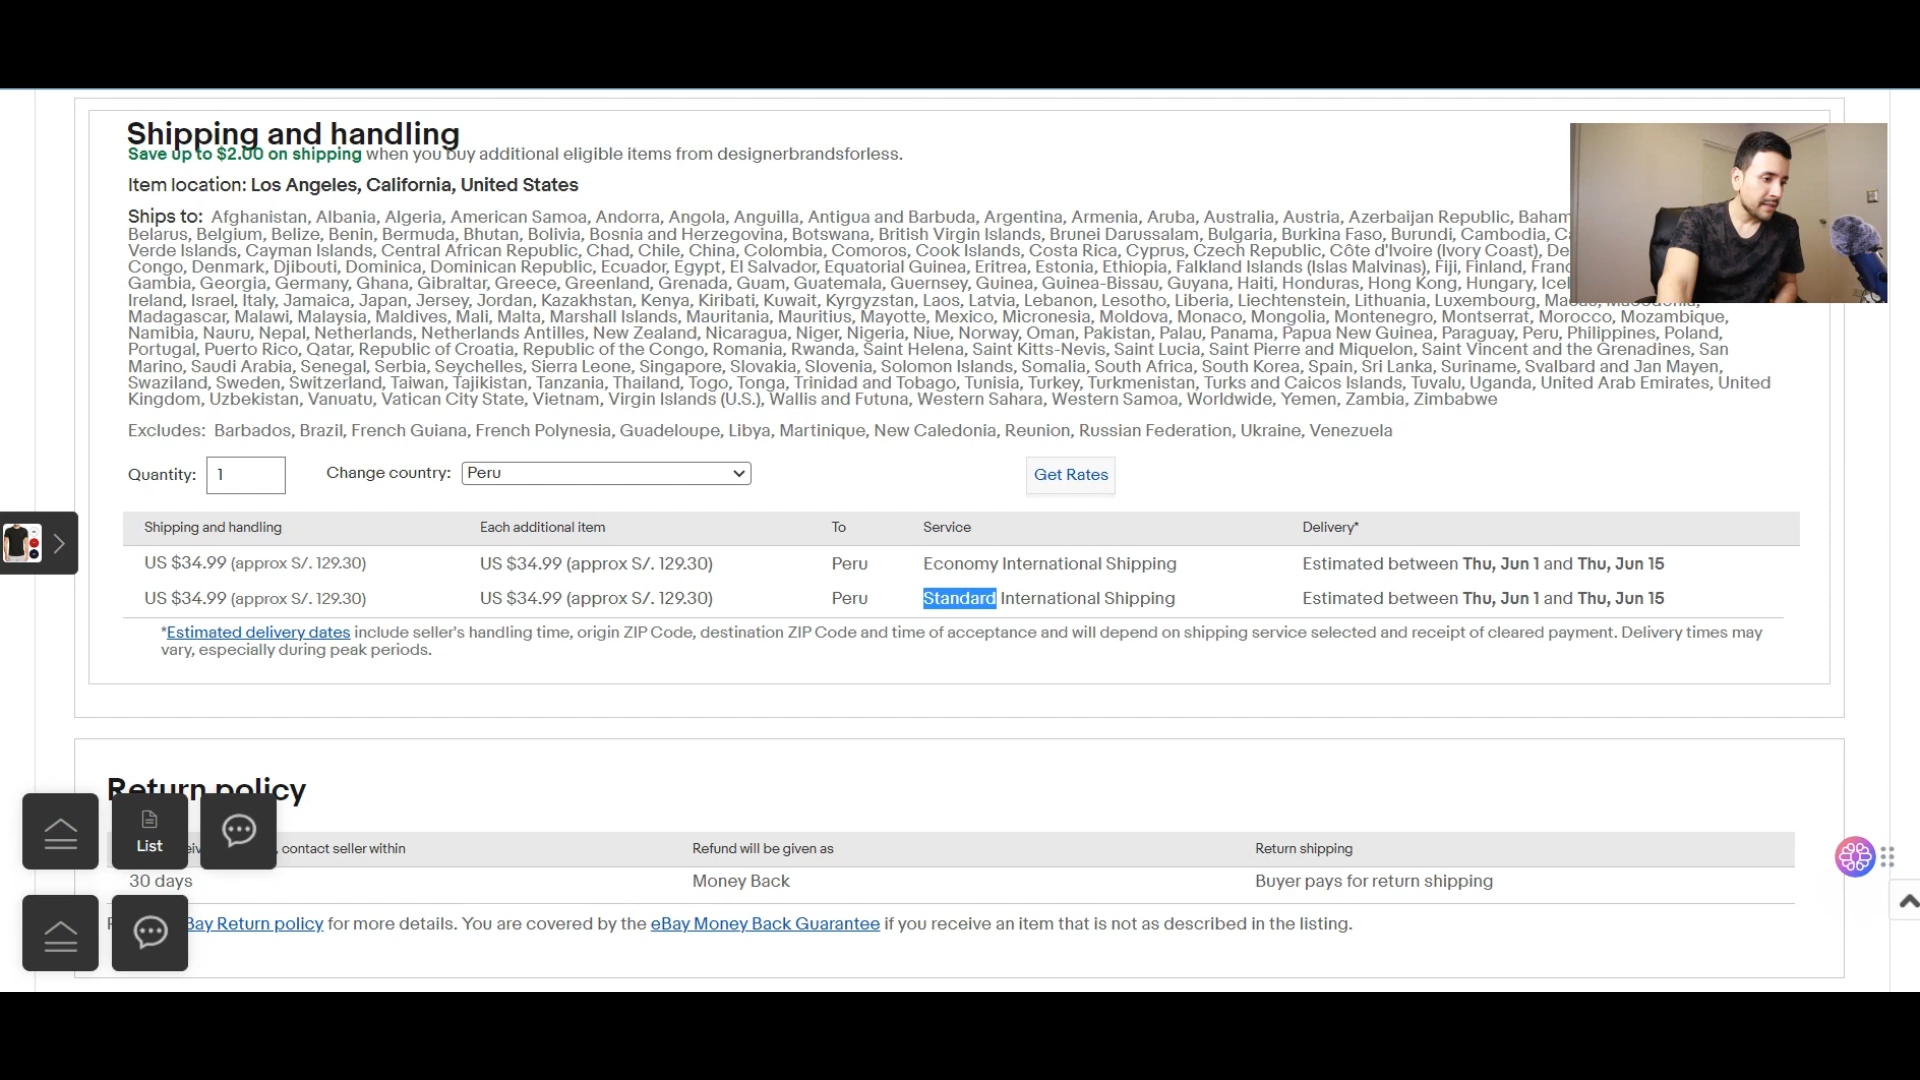 Shipping and handling
Save up to $2.00 on shipping when you buy additional eligible items from designerbrandsforless.
Item location: Los Angeles, California, United States
Ships to: Afghanistan, Albania, Algeria, American Samoa, Andorra, Angola, Anguilla, Antigua and Barbuda, Argentina, Armenia, Aruba, Australia, Austria, Azerbaijan Republic, Baham
Belarus, Belgium, Belize, Benin, Bermuda, Bhutan, Bolivia, Bosnia and Herzegovina, Botswana, British Virgin Islands, Brunei Darussalam, Bulgaria, Burkina Faso, Burundi, Cambodia, Ca
Verde Islands, Cayman Islands, Central African Republic, Chad, Chile, China, Colombia, Comoros, Cook Islands, Costa Rica, Cyprus, Czech Republic, Côte d'Ivoire (Ivory Coast), De
Congo, Denmark, Djibouti, Dominica, Dominican Republic, Ecuador, Egypt, El Salvador, Equatorial Guinea, Eritrea, Estonia, Ethiopia, Falkland Islands (Islas Malvinas), Fiji, Finland, Fran
Gambia, Georgia, Germany, Ghana, Gibraltar, Greece, Greenland, Grenada, Guam, Guatemala, Guernsey, Guinea, Guinea-Bissau, Guyana, Haiti, Honduras, Hong Kong, Hungary, Icel
Ireland, Israel, Italy, Jamaica, Japan, Jersey, Jordan, Kazakhstan, Kenya, Kiribati, Kuwait, Kyrgyzstan, Laos, Latvia, Lebanon, Lesotho, Liberia, Liechtenstein, Lithuania, Luxembourg,
Madagascar, Malawi, Malaysia, Maldives, Mali, Malta, Marshall Islands, Mauritania, Mauritius, Mayotte, Mexico, Micronesia, Moldova, Monaco, Mongolia, Montenegro, Montserrat, Morocco, Mozambique,
Namibia, Nauru, Nepal, Netherlands, Netherlands Antilles, New Zealand, Nicaragua, Niger, Nigeria, Niue, Norway, Oman, Pakistan, Palau, Panama, Papua New Guinea, Paraguay, Peru, Philippines, Poland,
Portugal, Puerto Rico, Qatar, Republic of Croatia, Republic of the Congo, Romania, Rwanda, Saint Helena, Saint Kitts-Nevis, Saint Lucia, Saint Pierre and Miquelon, Saint Vincent and the Grenadines, San
Marino, Saudi Arabia, Senegal, Serbia, Seychelles, Sierra Leone, Singapore, Slovakia, Slovenia, Solomon Islands, Somalia, South Africa, South Korea, Spain, Sri Lanka, Suriname, Svalbard and Jan Mayen,
Swaziland, Sweden, Switzerland, Taiwan, Tajikistan, Tanzania, Thailand, Togo, Tonga, Trinidad and Tobago, Tunisia, Turkey, Turkmenistan, Turks and Caicos Islands, Tuvalu, Uganda, United Arab Emirates, United
Kingdom, Uzbekistan, Vanuatu, Vatican City State, Vietnam, Virgin Islands (U.S.), Wallis and Futuna, Western Sahara, Western Samoa, Worldwide, Yemen, Zambia, Zimbabwe
Excludes: Barbados, Brazil, French Guiana, French Polynesia, Guadeloupe, Libya, Martinique, New Caledonia, Reunion, Russian Federation, Ukraine, Venezuela
Quantity: 1 Change country: Peru Get Rates
Shipping and handling Each additional item To Service Delivery*
US $34.99 (approx S/. 129.30) US $34.99 (approx S/. 129.30) Peru Economy International Shipping Estimated between Thu, Jun 1 and Thu, Jun 15
US $34.99 (approx S/. 129.30) US $34.99 (approx S/. 129.30) Peru Standard International Shipping Estimated between Thu, Jun 1 and Thu, Jun 15
*Estimated delivery dates include seller's handling time, origin ZIP Code, destination ZIP Code and time of acceptance and will depend on shipping service selected and receipt of cleared payment. Delivery times may
vary, especially during peak periods.
Return policy
List
, contact seller within Refund will be given as Return shipping
30 days Money Back Buyer pays for return shipping
Bay Return policy for more details. You are covered by the eBay Money Back Guarantee if you receive an item that is not as described in the listing.